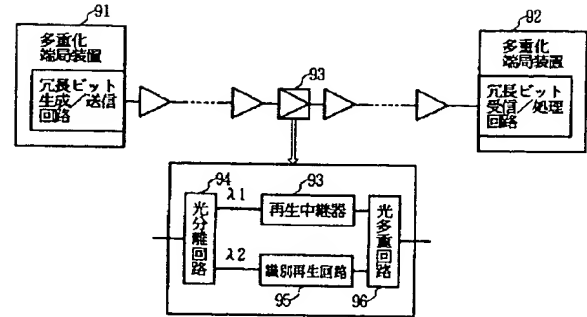 91
多重化
端局装置
冗長ビット
生成/送信
回路
93
92
多重化
端局装置
冗長ビット
受信/処理
回路
94
光分離回路
λ1
93
再生中継器
λ2
識別再生回路
95
光多重回路
96